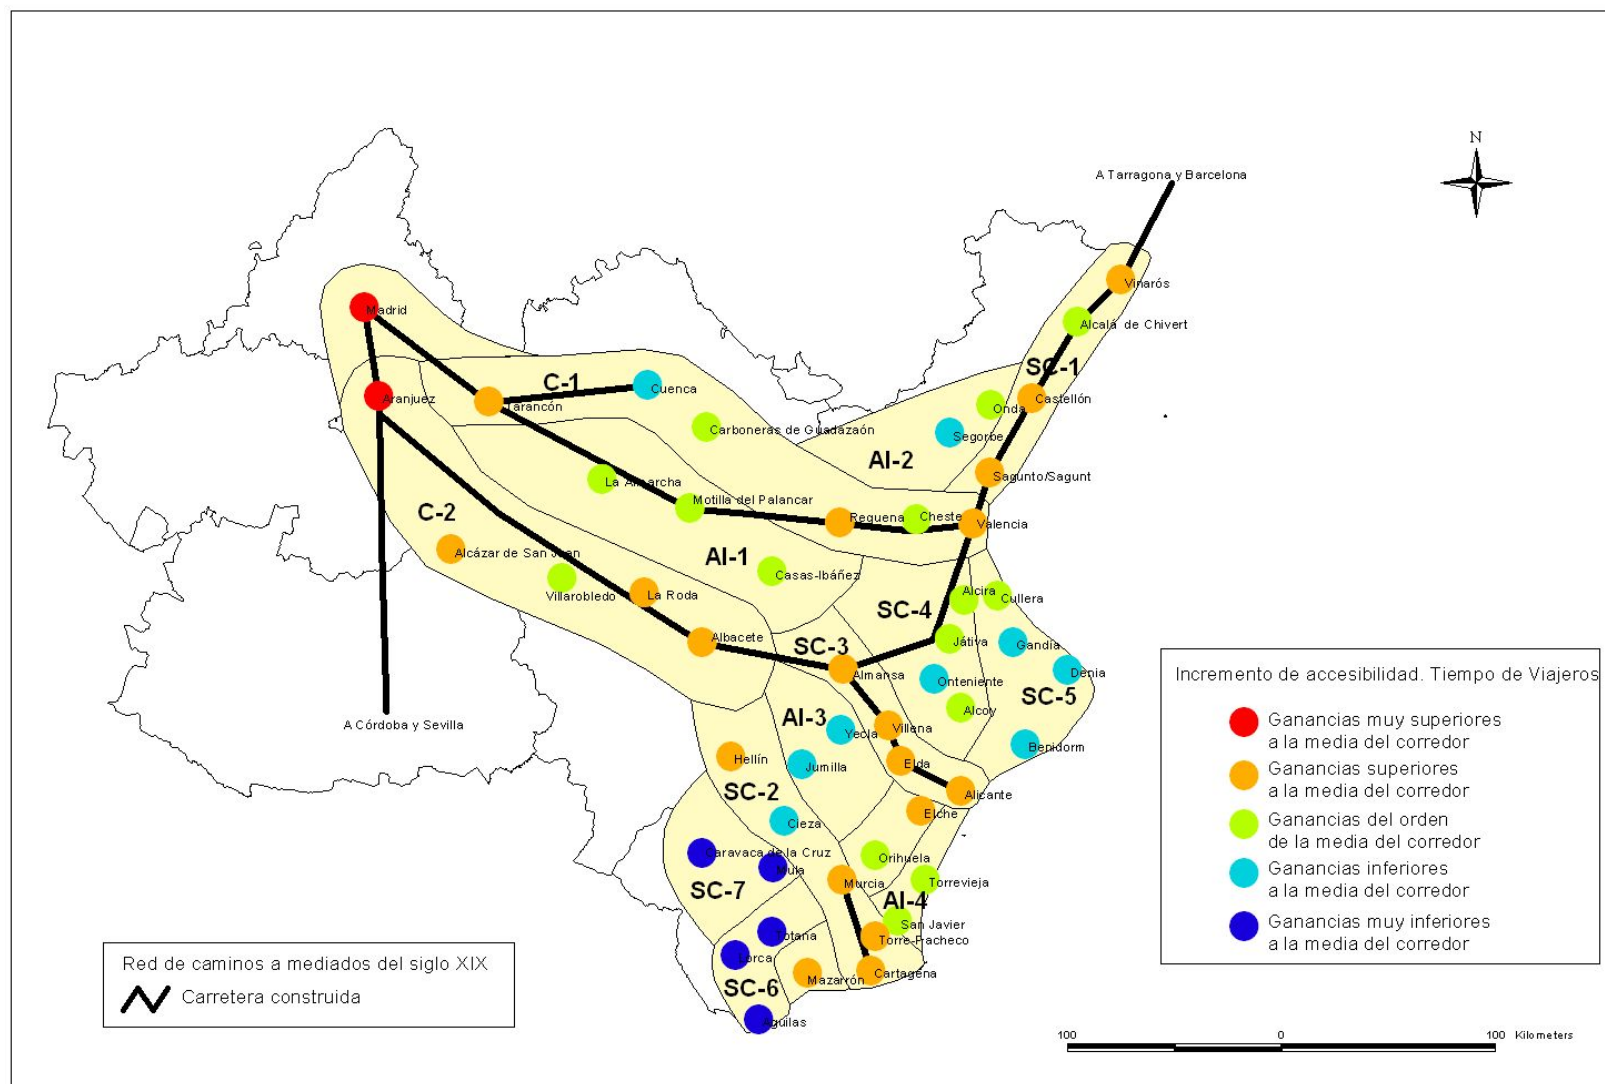 N
A Tarragona y Barcelona
Vinarós
Madrid
Alcalá de Chivert
SC-1
C-1
Cuenca
Aranjuez
Tarancón
Castellón
Onda
Carboneras de Guadazaón
Segorbe
AI-2
Sagunto/Sagunt
La Almarcha
Motilla del Palancar
C-2
Requena
Cheste
Valencia
Alcázar de San Juan
AI-1
Casas-Ibáñez
Villarobledo
La Roda
SC-4
Alcira
Cullera
Albacete
SC-3
Játiva
Gandía
Almansa
Onteniente
Denia
SC-5
Alcoy
A Córdoba y Sevilla
AI-3
Yecla
Villena
Benidorm
Hellín
Jumilla
Elda
SC-2
Alicante
Elche
Cieza
Caravaca de la Cruz
Mula
Orihuela
SC-7
Murcia
Torrevieja
AI-4
San Javier
Totana
Torre-Pacheco
Lorca
Mazarrón
Cartagena
SC-6
Aguilas
Incremento de accesibilidad. Tiempo de Viajeros
Ganancias muy superiores
a la media del corredor
Ganancias superiores
a la media del corredor
Ganancias del orden
de la media del corredor
Ganancias inferiores
a la media del corredor
Ganancias muy inferiores
a la media del corredor
Red de caminos a mediados del siglo XIX
Carretera construida
100 0 100 Kilometers